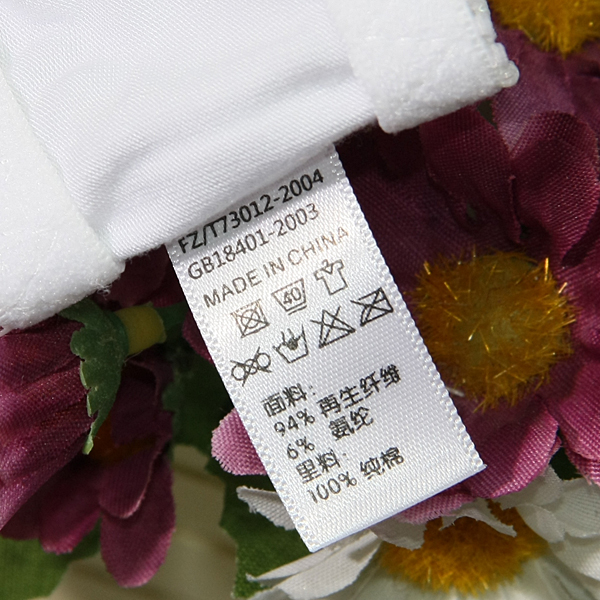 FZ/T73012-2004
GB18401-2003
MADE IN CHINA
40
面料:
94% 再生纤维
6% 氨纶
里料:
100% 纯棉